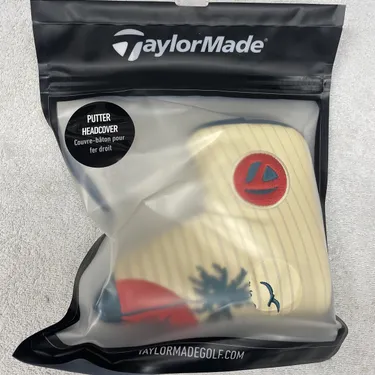 TaylorMade®
PUTTER
HEADCOVER
Couvre-bâton pour
fer droit
TAYLORMADEGOLF.COM